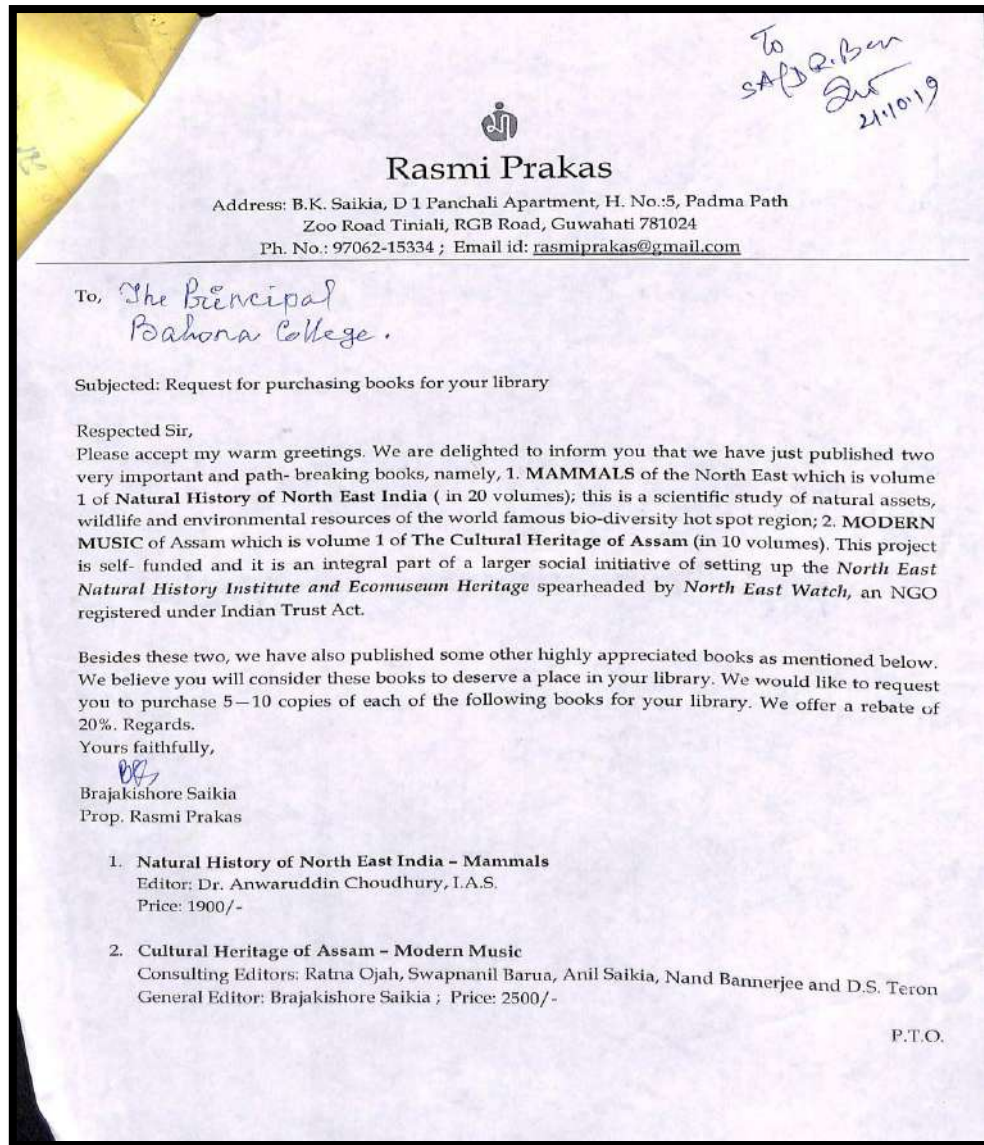 To
21.10.19
Rasmi Prakas
Address: B.K. Saikia, D 1 Panchali Apartment, H. No.:5, Padma Path
Zoo Road Tiniali, RGB Road, Guwahati 781024
Ph. No.: 97062-15334 ; Email id: rasmiprakas@gmail.com
To, The Principal
Bahona College.
Subjected: Request for purchasing books for your library
Respected Sir,
Please accept my warm greetings. We are delighted to inform you that we have just published two
very important and path- breaking books, namely, 1. MAMMALS of the North East which is volume
1 of Natural History of North East India ( in 20 volumes); this is a scientific study of natural assets,
wildlife and environmental resources of the world famous bio-diversity hot spot region; 2. MODERN
MUSIC of Assam which is volume 1 of The Cultural Heritage of Assam (in 10 volumes). This project
is self- funded and it is an integral part of a larger social initiative of setting up the North East
Natural History Institute and Ecomuseum Heritage spearheaded by North East Watch, an NGO
registered under Indian Trust Act.
Besides these two, we have also published some other highly appreciated books as mentioned below.
We believe you will consider these books to deserve a place in your library. We would like to request
you to purchase 5—10 copies of each of the following books for your library. We offer a rebate of
20%. Regards.
Yours faithfully,
Brajakishore Saikia
Prop. Rasmi Prakas
1. Natural History of North East India – Mammals
Editor: Dr. Anwaruddin Choudhury, I.A.S.
Price: 1900/-
2. Cultural Heritage of Assam – Modern Music
Consulting Editors: Ratna Ojah, Swapnanil Barua, Anil Saikia, Nand Bannerjee and D.S. Teron
General Editor: Brajakishore Saikia ; Price: 2500/-
P.T.O.